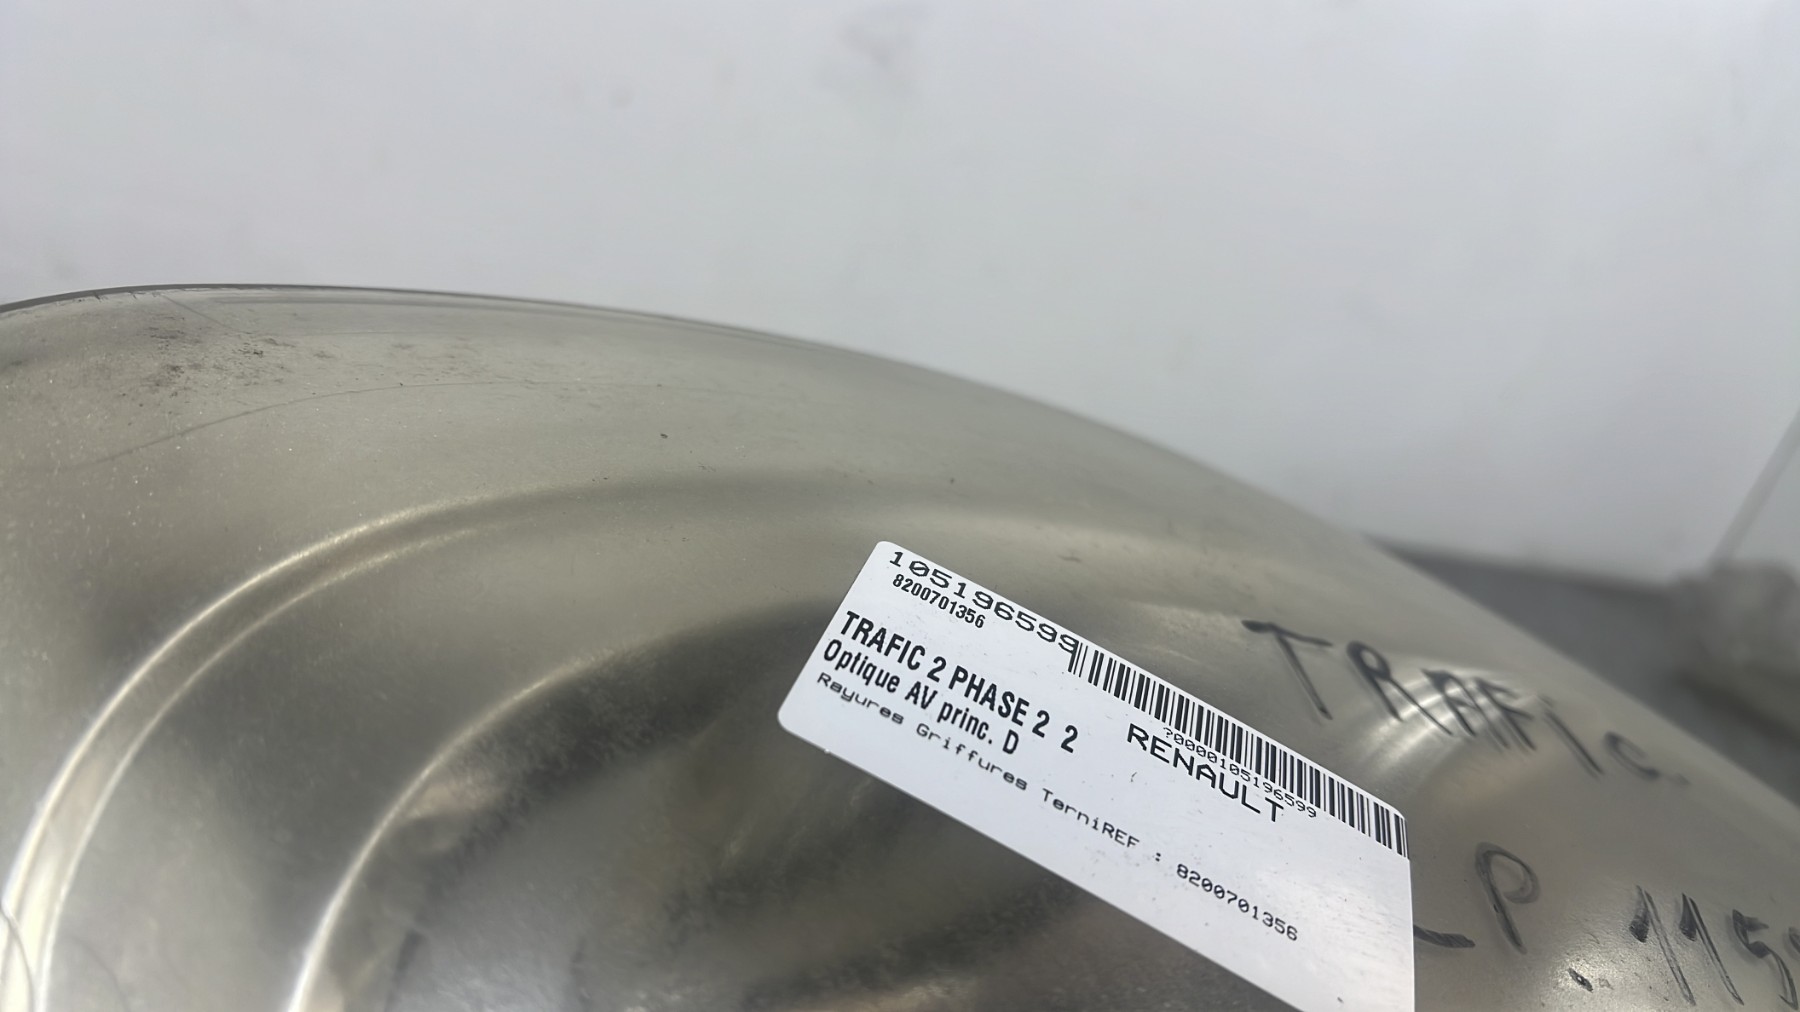 105196599
8200701356
TRAFIC 2 PHASE 2 2
Optique AV princ. D
Rayures Griffures TerniREF : 8200701356
?0000105196599
RENAULT
TRAFIC.